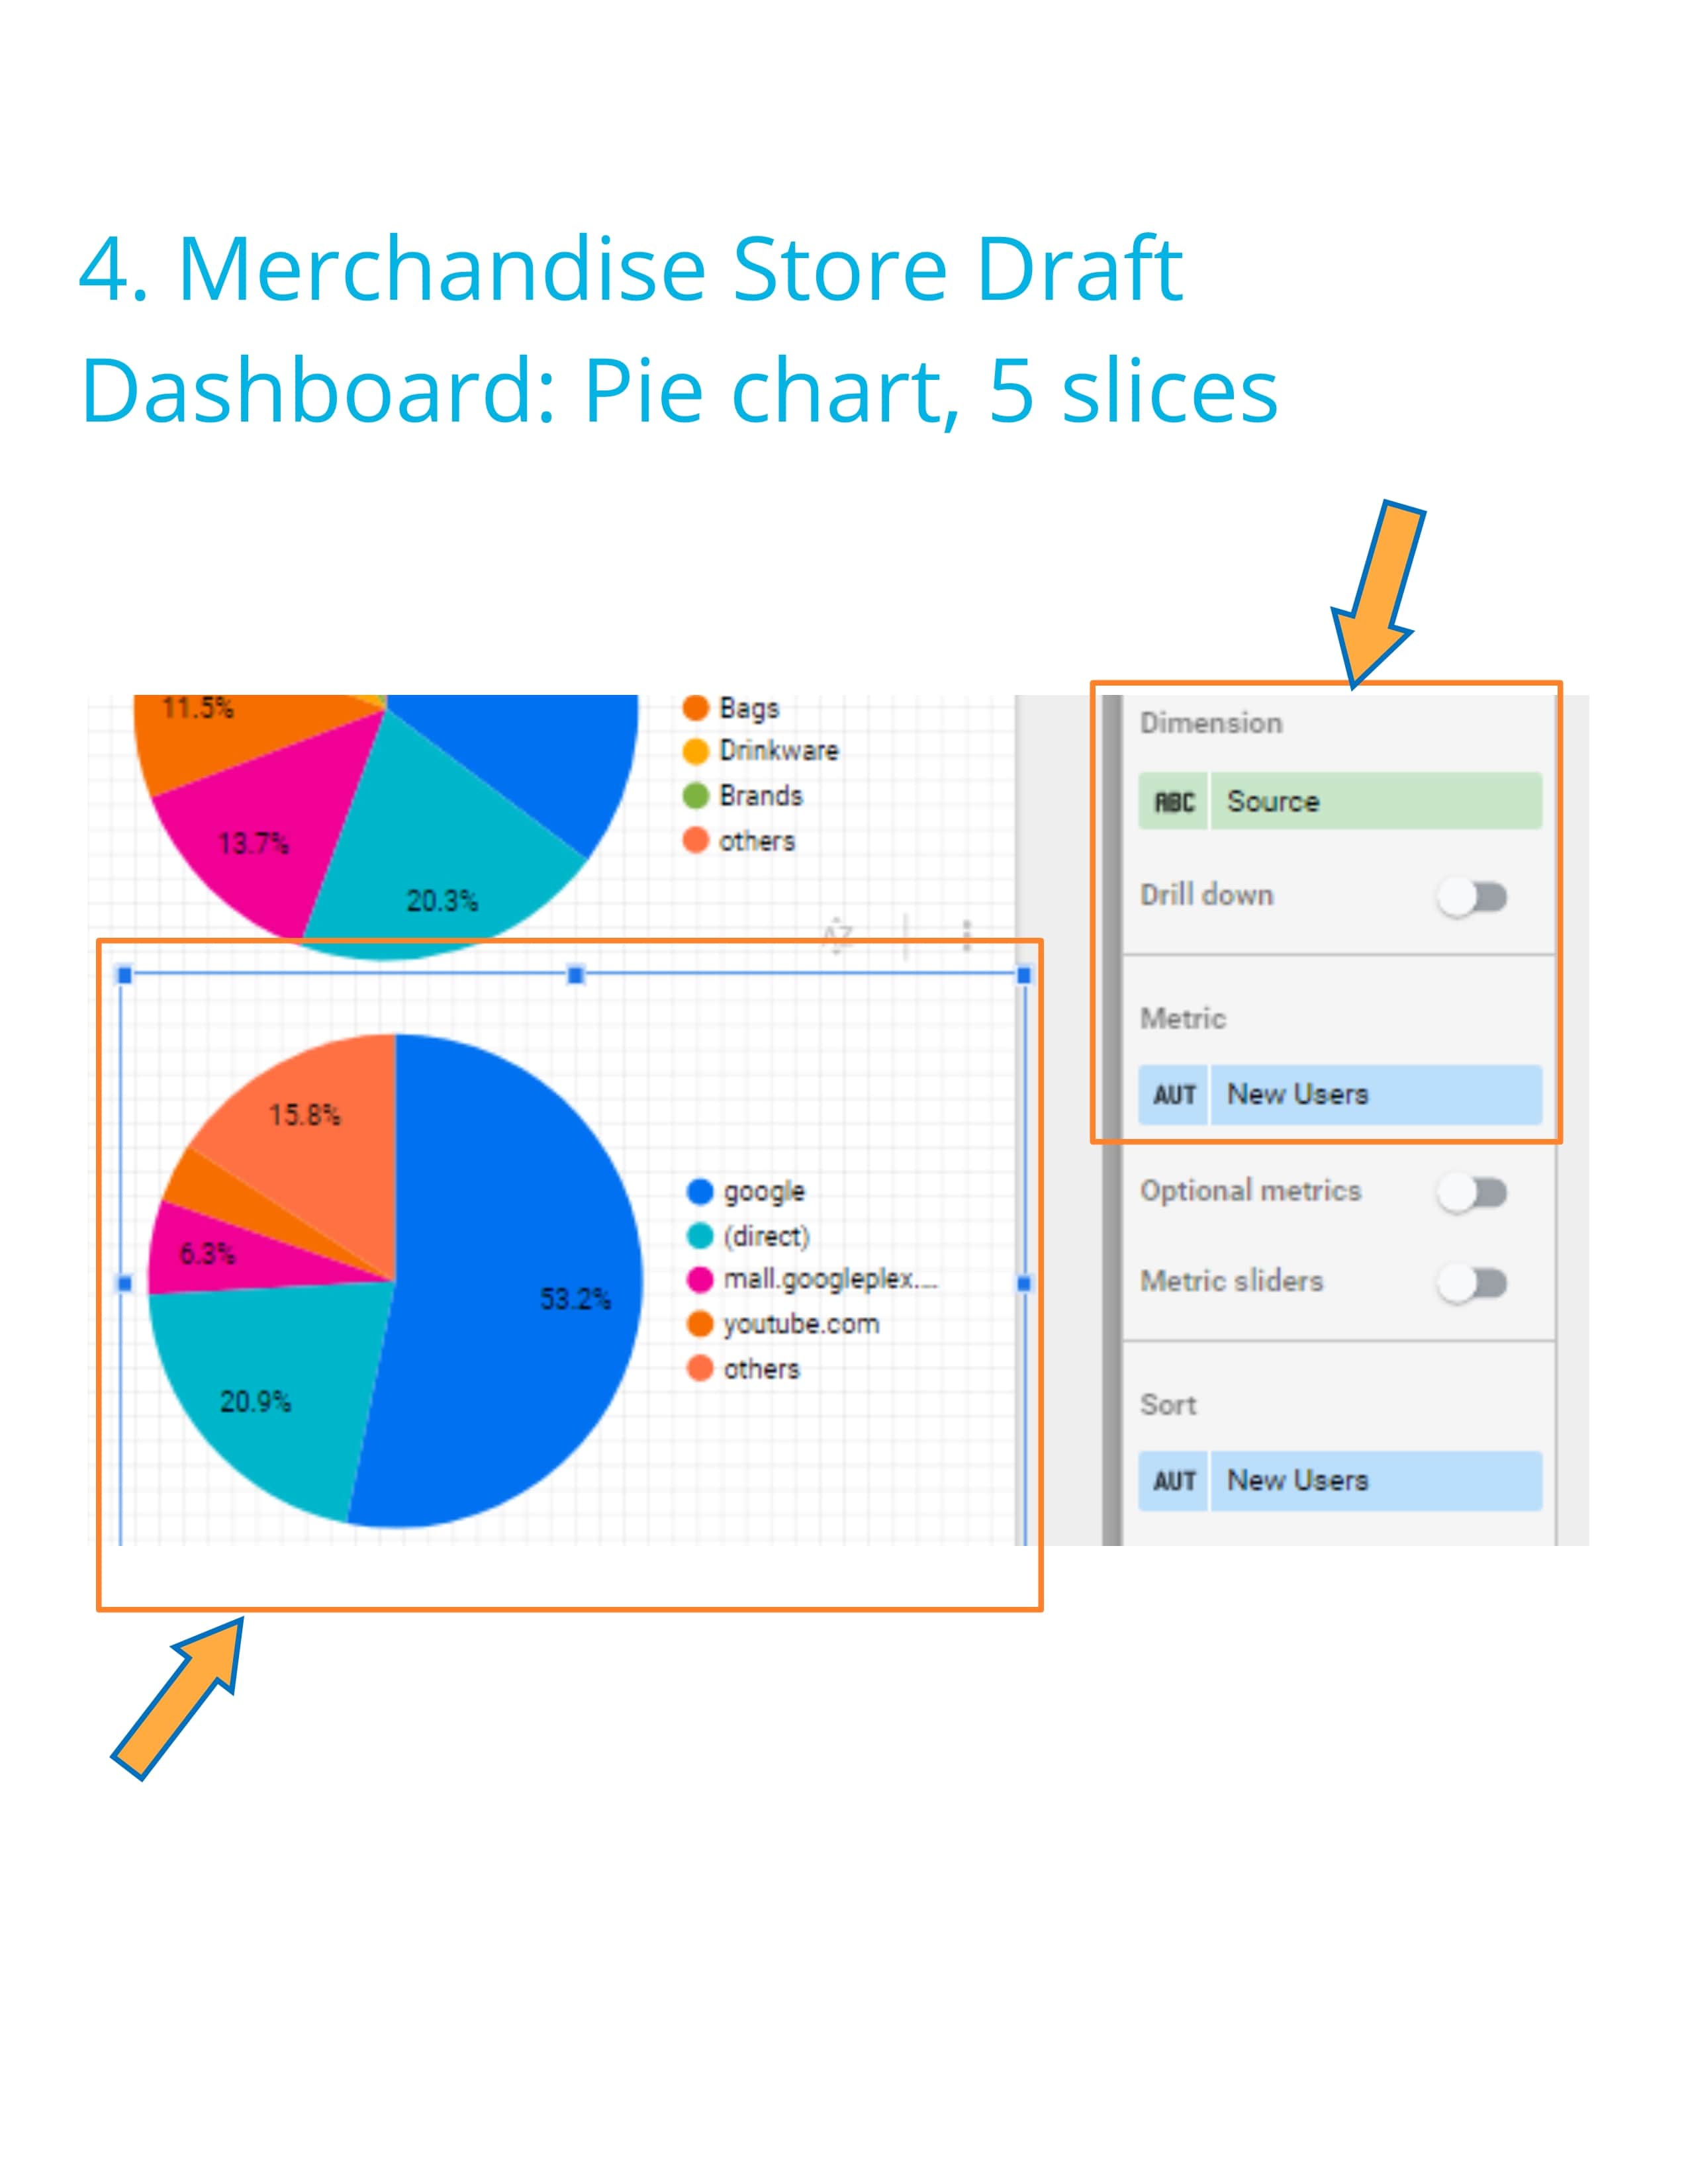 4. Merchandise Store Draft
Dashboard: Pie chart, 5 slices
11.5%
13.7%
20.3%
Bags
Drinkware
Brands
others
AZ
15.8%
6.3%
53.2%
20.9%
google
(direct)
mall.googleplex....
youtube.com
others
Dimension
ABC Source
Drill down
Metric
AUT New Users
Optional metrics
Metric sliders
Sort
AUT New Users